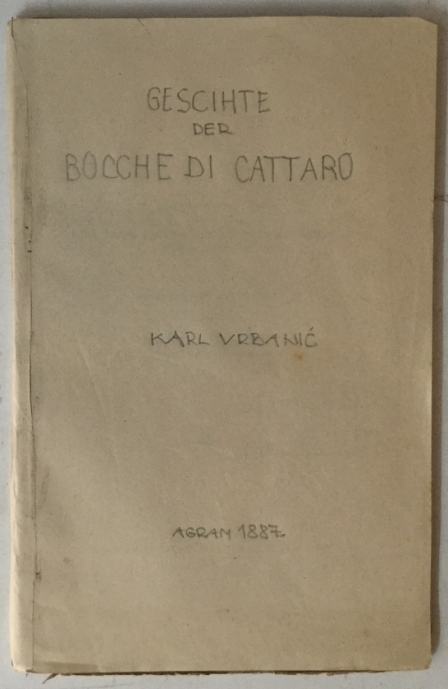 GESCIHTE
DER
BOCCHE DI CATTARO
KARL VRBANIĆ
AGRAM 1887.